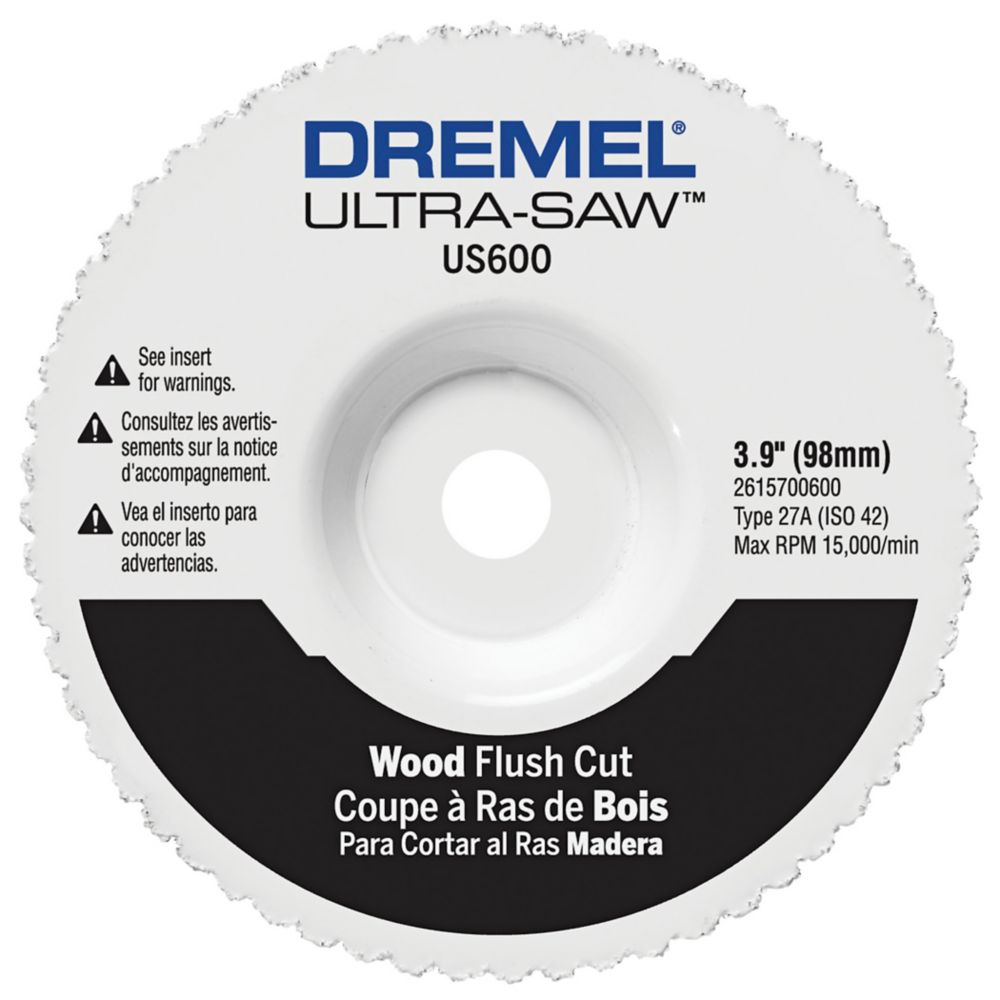 DREMEL®
ULTRA-SAW™
US600
See insert
for warnings.
Consultez les avertis-
sements sur la notice
d'accompagnement.
Vea el inserto para
conocer las
advertencias.
3.9" (98mm)
2615700600
Type 27A (ISO 42)
Max RPM 15,000/min
Wood Flush Cut
Coupe à Ras de Bois
Para Cortar al Ras Madera